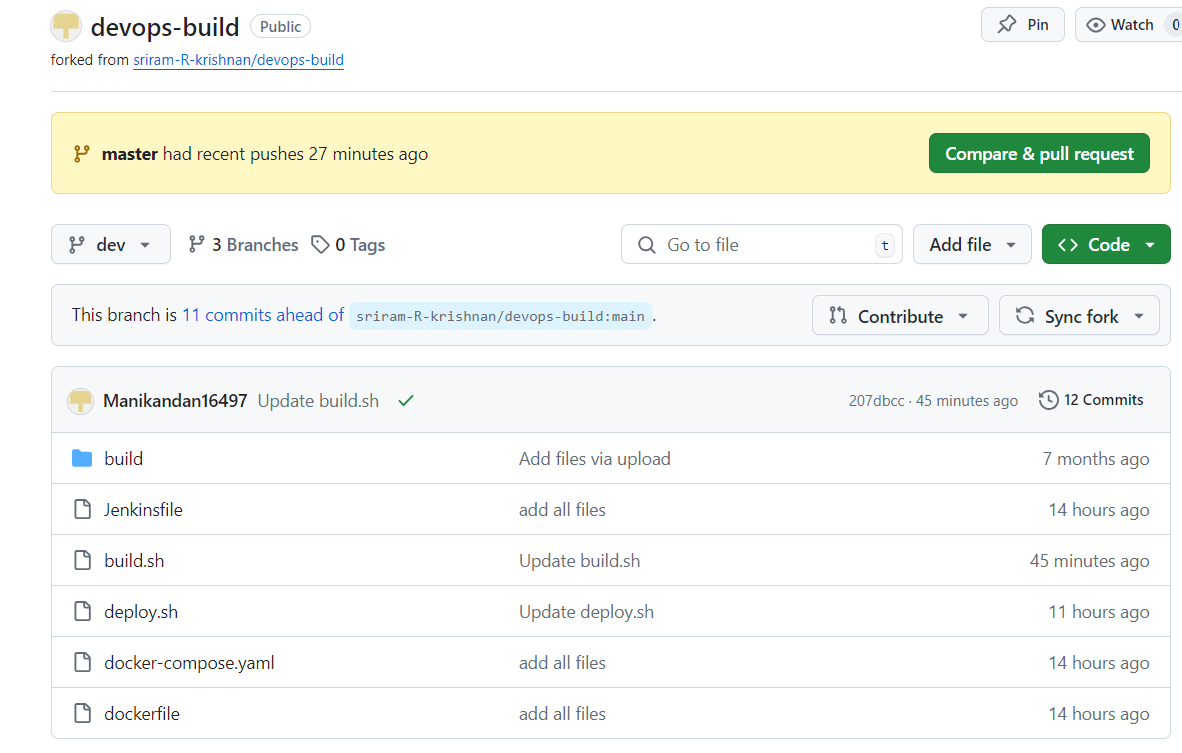 devops-build Public Pin Watch 0
forked from sriram-R-krishnan/devops-build
master had recent pushes 27 minutes ago Compare & pull request
dev 3 Branches 0 Tags Go to file t Add file Code
This branch is 11 commits ahead of sriram-R-krishnan/devops-build:main . Contribute Sync fork
Manikandan16497 Update build.sh 207dbcc · 45 minutes ago 12 Commits
build Add files via upload 7 months ago
Jenkinsfile add all files 14 hours ago
build.sh Update build.sh 45 minutes ago
deploy.sh Update deploy.sh 11 hours ago
docker-compose.yaml add all files 14 hours ago
dockerfile add all files 14 hours ago